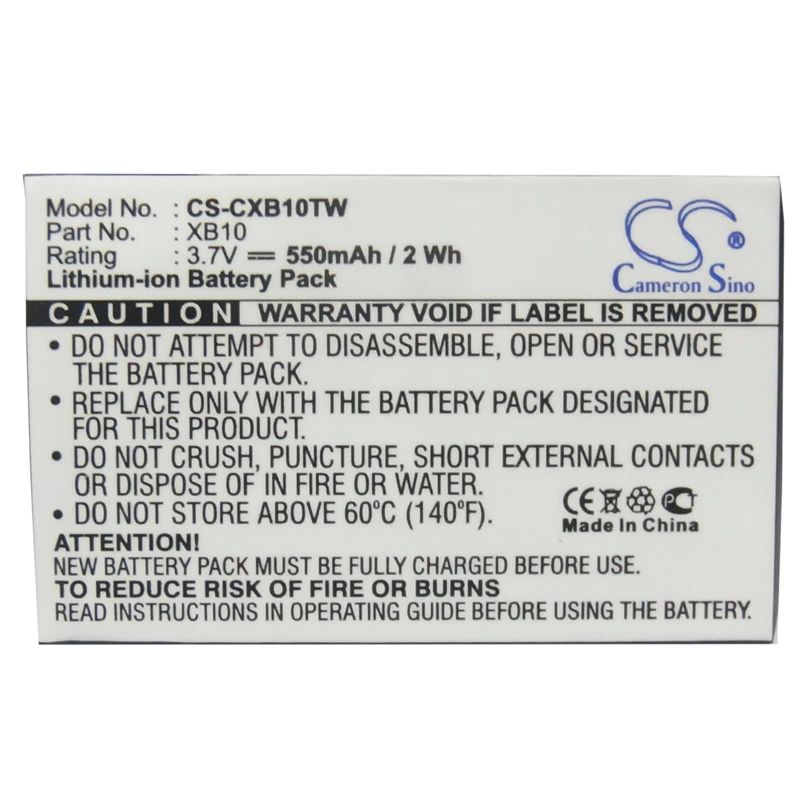 Model No. : CS-CXB10TW
Part No. : XB10
Rating : 3.7V 550mAh / 2 Wh
Lithium-ion Battery Pack
CS ®
Cameron Sino
CAUTION WARRANTY VOID IF LABEL IS REMOVED
• DO NOT ATTEMPT TO DISASSEMBLE, OPEN OR SERVICE
THE BATTERY PACK.
• REPLACE ONLY WITH THE BATTERY PACK DESIGNATED
FOR THIS PRODUCT.
• DO NOT CRUSH, PUNCTURE, SHORT EXTERNAL CONTACTS
OR DISPOSE OF IN FIRE OR WATER.
• DO NOT STORE ABOVE 60°C (140°F).
CE PCT
Made In China
ATTENTION!
NEW BATTERY PACK MUST BE FULLY CHARGED BEFORE USE.
TO REDUCE RISK OF FIRE OR BURNS
READ INSTRUCTIONS IN OPERATING GUIDE BEFORE USING THE BATTERY.